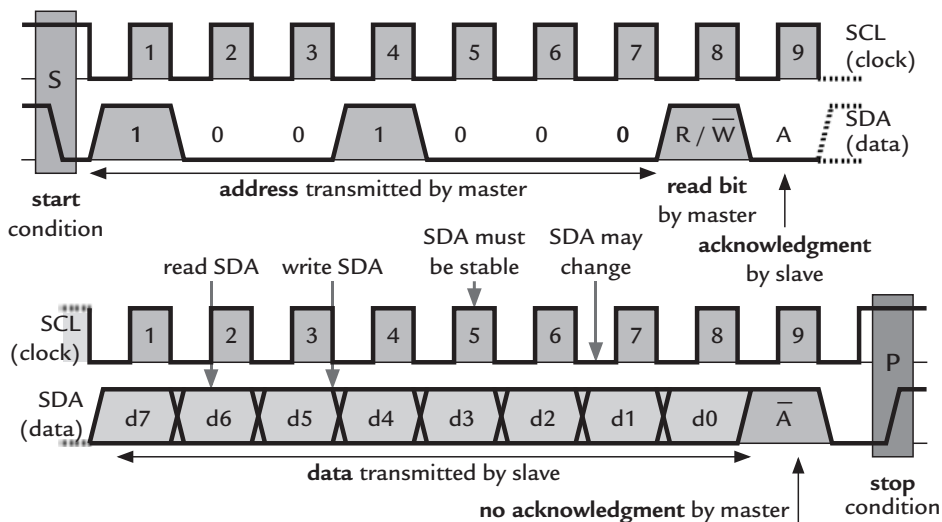 1 2 3 4 5 6 7 8 9
SCL
(clock)
S
1 0 0 1 0 0 0 R / W̅ A
SDA
(data)
address transmitted by master
start
condition
read bit
by master
acknowledgment
by slave
read SDA
write SDA
SDA must
be stable
SDA may
change
SCL
(clock)
1 2 3 4 5 6 7 8 9
P
SDA
(data)
d7 d6 d5 d4 d3 d2 d1 d0 A̅
data transmitted by slave
stop
condition
no acknowledgment by master